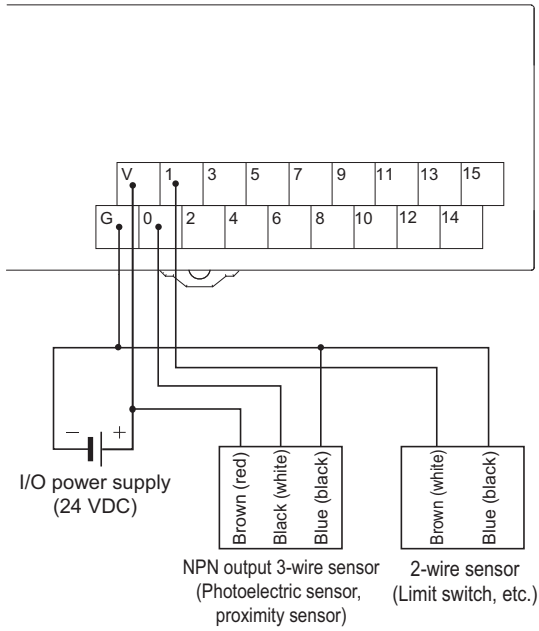 V 1 3 5 7 9 11 13 15
G 0 2 4 6 8 10 12 14
− +
I/O power supply
(24 VDC)
Brown (red)
Black (white)
Blue (black)
Brown (white)
Blue (black)
NPN output 3-wire sensor
(Photoelectric sensor,
proximity sensor)
2-wire sensor
(Limit switch, etc.)